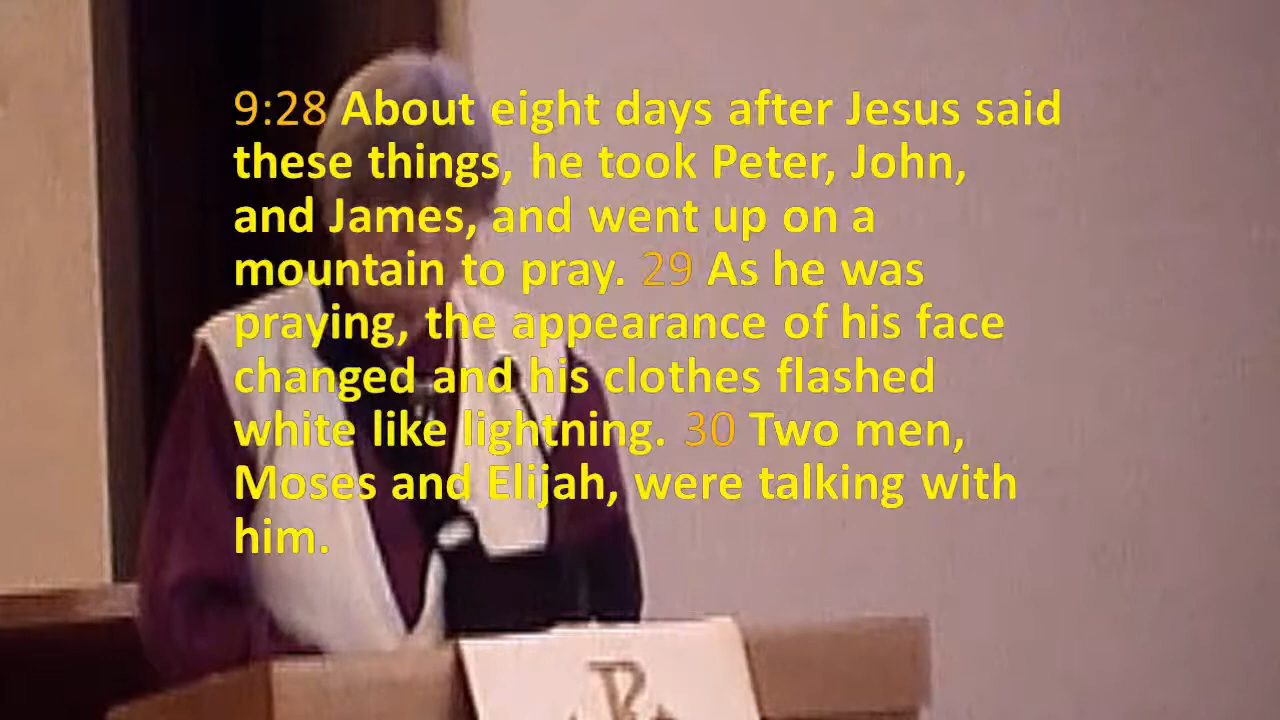 9:28 About eight days after Jesus said
these things, he took Peter, John,
and James, and went up on a
mountain to pray. 29 As he was
praying, the appearance of his face
changed and his clothes flashed
white like lightning. 30 Two men,
Moses and Elijah, were talking with
him.